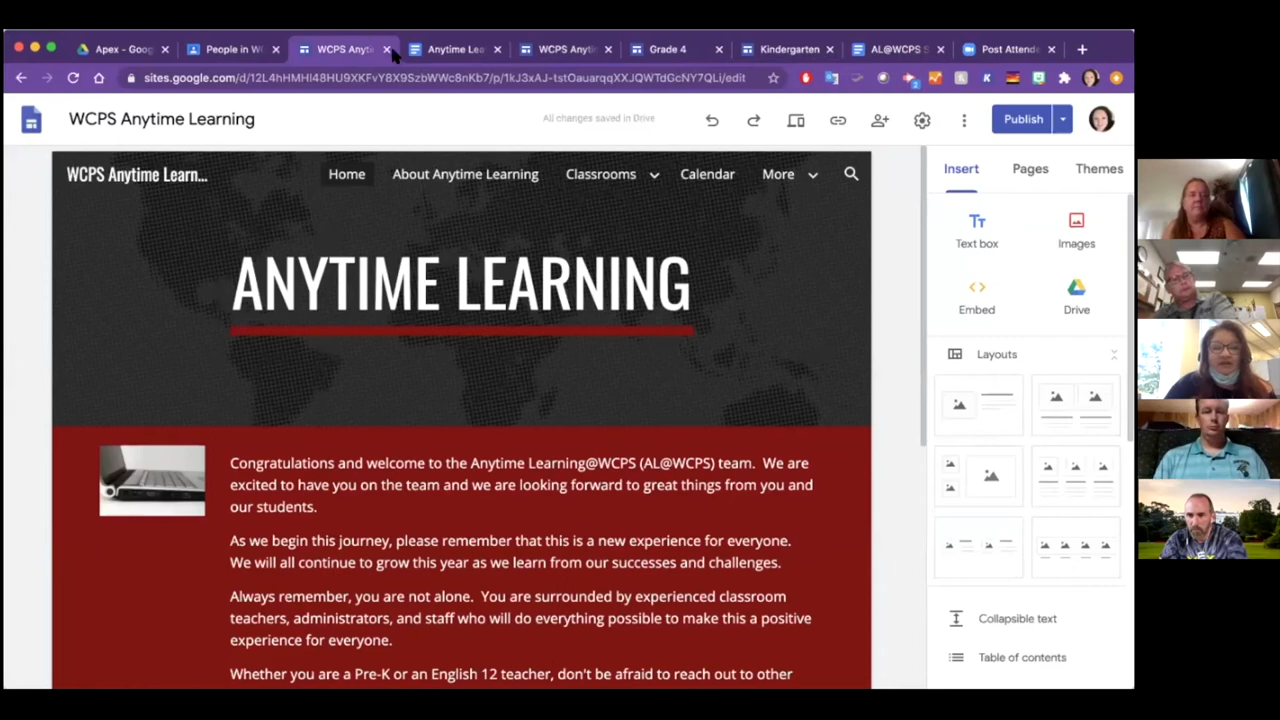 Apex - Goog
People in W
WCPS Anyti
Anytime Lea
WCPS Anyti
Grade 4
Kindergarten
AL@WCPS S
Post Attende
sites.google.com/d/12L4hHMHI48HU9XKFvY8X9SzbWWc8nKb7/p/1kJ3xAJ-tstOauarqqXXJQWTdGcNY7QLi/edit
WCPS Anytime Learning
All changes saved in Drive
Publish
WCPS Anytime Learn...
Home
About Anytime Learning
Classrooms
Calendar
More
Insert
Pages
Themes
Tт
Text box
Images
Embed
Drive
ANYTIME LEARNING
Layouts
Congratulations and welcome to the Anytime Learning@WCPS (AL@WCPS) team. We are
excited to have you on the team and we are looking forward to great things from you and
our students.
As we begin this journey, please remember that this is a new experience for everyone.
We will all continue to grow this year as we learn from our successes and challenges.
Always remember, you are not alone. You are surrounded by experienced classroom
teachers, administrators, and staff who will do everything possible to make this a positive
experience for everyone.
Whether you are a Pre-K or an English 12 teacher, don't be afraid to reach out to other
Collapsible text
Table of contents